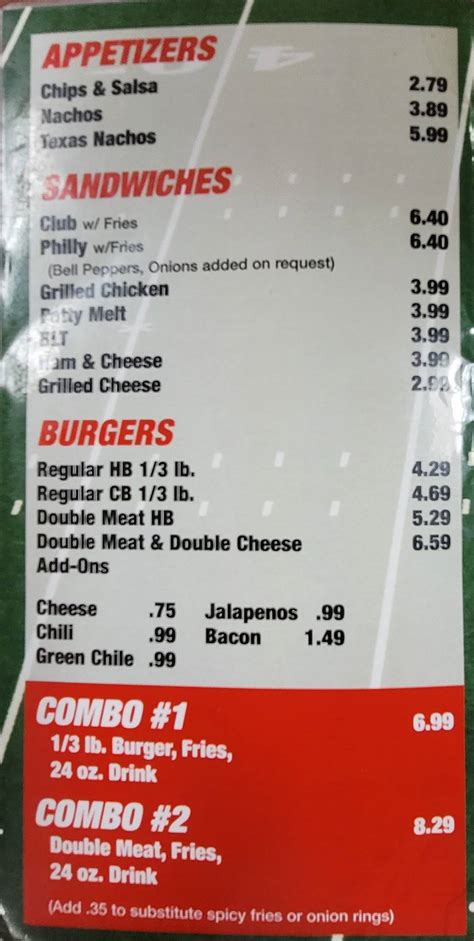 APPETIZERS
Chips & Salsa 2.79
Nachos 3.89
Texas Nachos 5.99
SANDWICHES
Club w/ Fries 6.40
Philly w/Fries 6.40
(Bell Peppers, Onions added on request)
Grilled Chicken 3.99
Patty Melt 3.99
BLT 3.99
Ham & Cheese 3.99
Grilled Cheese
BURGERS
Regular HB 1/3 lb. 4.29
Regular CB 1/3 lb. 4.69
Double Meat HB 5.29
Double Meat & Double Cheese 6.59
Add-Ons
Cheese .75 Jalapenos .99
Chili .99 Bacon 1.49
Green Chile .99
COMBO #1 6.99
1/3 lb. Burger, Fries,
24 oz. Drink
COMBO #2 8.29
Double Meat, Fries,
24 oz. Drink
(Add .35 to substitute spicy fries or onion rings)